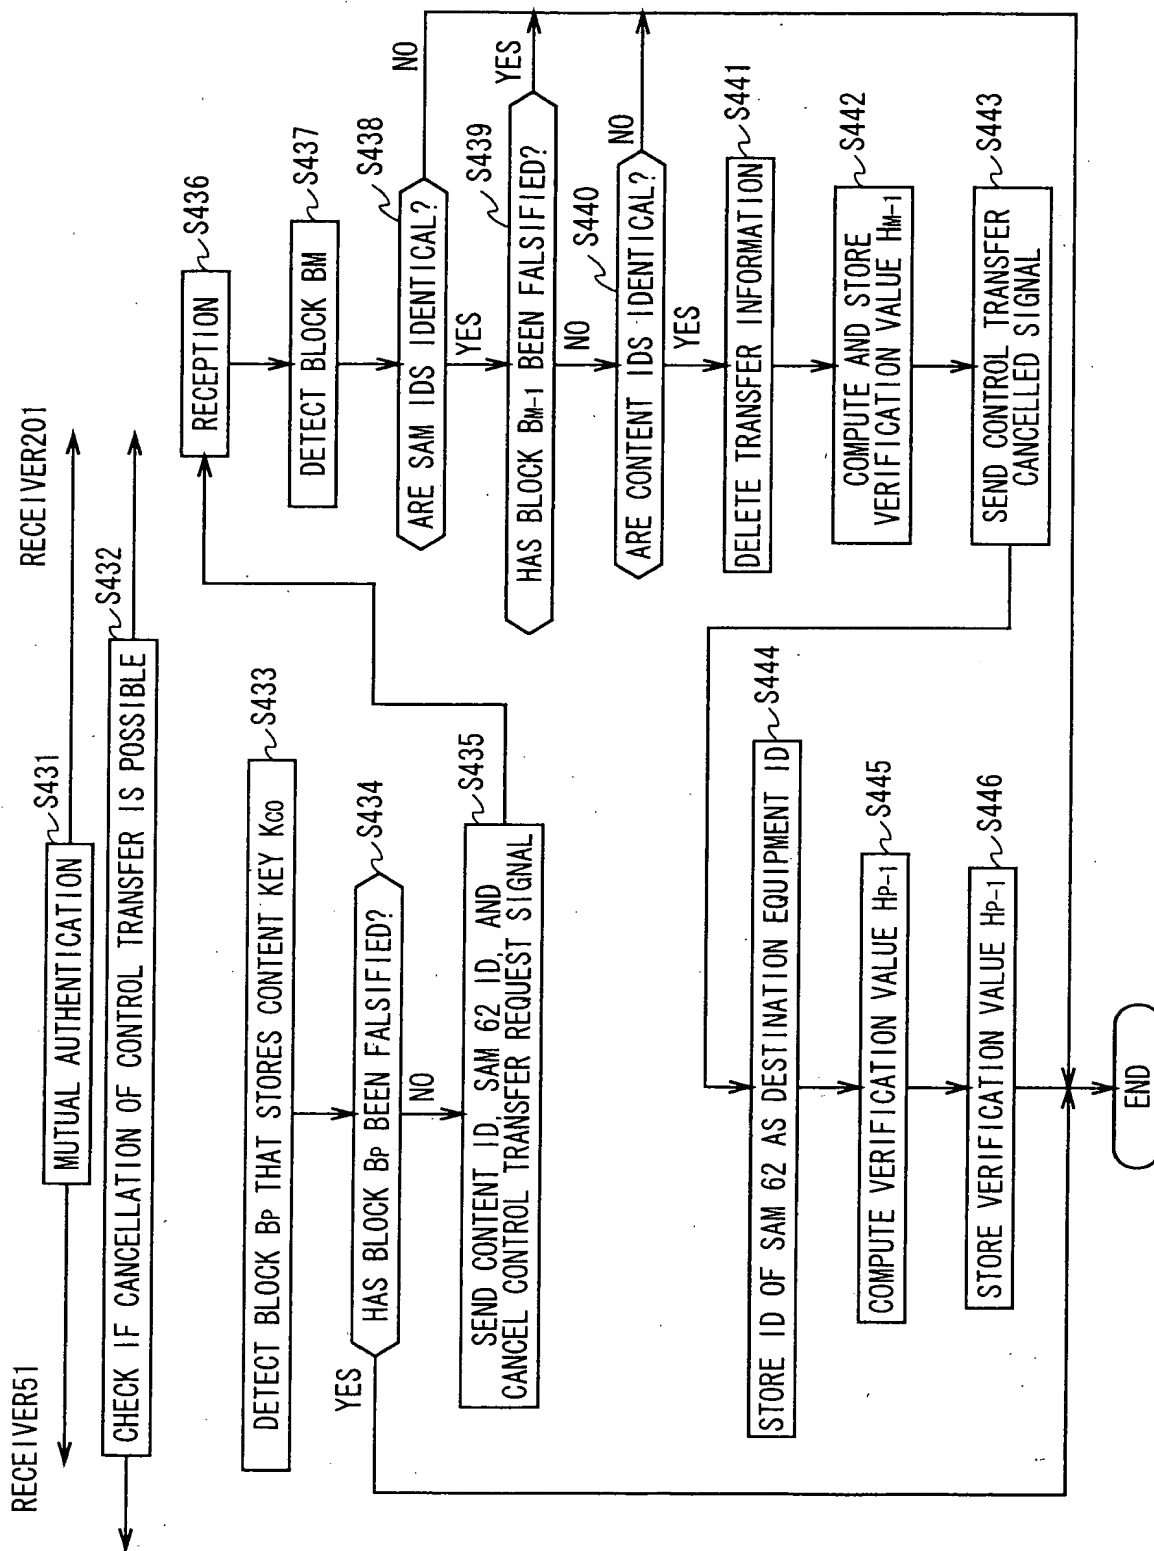 RECEIVER51
RECEIVER201
MUTUAL AUTHENTICATION
S431
CHECK IF CANCELLATION OF CONTROL TRANSFER IS POSSIBLE
S432
DETECT BLOCK BP THAT STORES CONTENT KEY KCO
S433
HAS BLOCK BP BEEN FALSIFIED?
S434
YES
NO
SEND CONTENT ID, SAM 62 ID, AND
CANCEL CONTROL TRANSFER REQUEST SIGNAL
S435
RECEPTION
S436
DETECT BLOCK BM
S437
ARE SAM IDS IDENTICAL?
S438
NO
YES
HAS BLOCK BM-1 BEEN FALSIFIED?
S439
YES
NO
ARE CONTENT IDS IDENTICAL?
S440
NO
YES
DELETE TRANSFER INFORMATION
S441
COMPUTE AND STORE
VERIFICATION VALUE HM-1
S442
SEND CONTROL TRANSFER
CANCELLED SIGNAL
S443
STORE ID OF SAM 62 AS DESTINATION EQUIPMENT ID
S444
COMPUTE VERIFICATION VALUE HP-1
S445
STORE VERIFICATION VALUE HP-1
S446
END